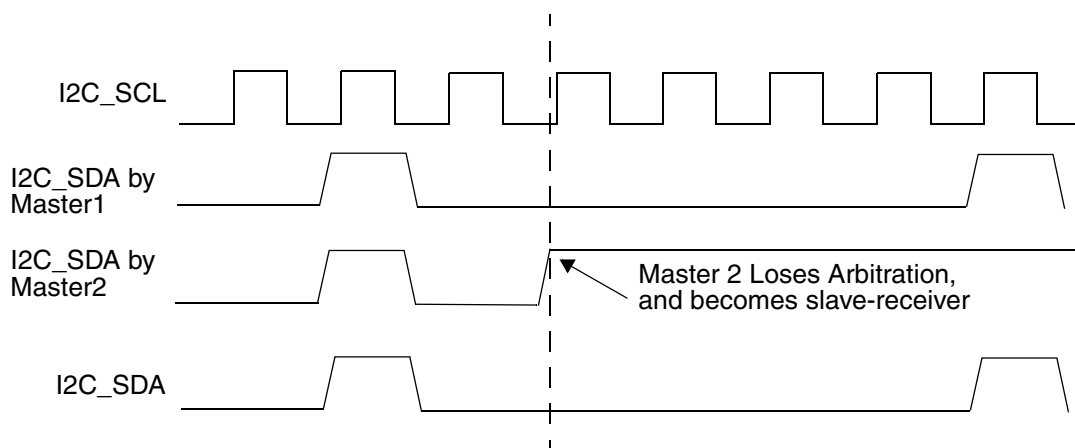 I2C_SCL
I2C_SDA by
Master1
I2C_SDA by
Master2
Master 2 Loses Arbitration,
and becomes slave-receiver
I2C_SDA